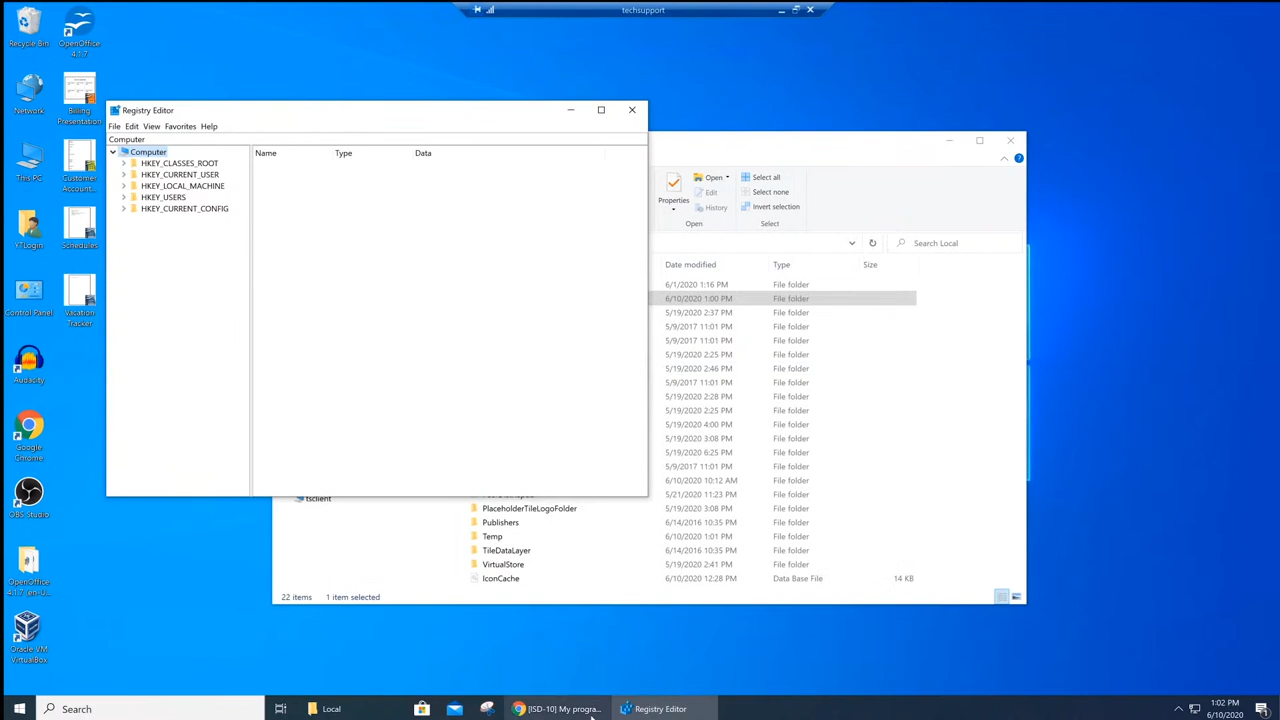 techsupport
Recycle Bin
OpenOffice
4.1.7
Network
Billing
Presentation
This PC
Customer
Account...
YTLogin
Schedules
Control Panel
Vacation
Tracker
Audacity
Google
Chrome
OBS Studio
OpenOffice
4.1.7 (en-U...
Oracle VM
VirtualBox
Registry Editor
File Edit View Favorites Help
Computer
Computer
HKEY_CLASSES_ROOT
HKEY_CURRENT_USER
HKEY_LOCAL_MACHINE
HKEY_USERS
HKEY_CURRENT_CONFIG
Name Type Data
Properties
Open
Edit
History
Open
Select all
Select none
Invert selection
Select
Search Local
Date modified Type Size
6/1/2020 1:16 PM File folder
6/10/2020 1:00 PM File folder
5/19/2020 2:37 PM File folder
5/9/2017 11:01 PM File folder
5/9/2017 11:01 PM File folder
5/19/2020 2:25 PM File folder
5/19/2020 2:46 PM File folder
5/9/2017 11:01 PM File folder
5/19/2020 2:28 PM File folder
5/19/2020 2:25 PM File folder
5/19/2020 4:00 PM File folder
5/19/2020 3:08 PM File folder
5/19/2020 6:25 PM File folder
5/9/2017 11:01 PM File folder
6/10/2020 10:12 AM File folder
5/21/2020 11:23 PM File folder
tsclient
PlaceholderTileLogoFolder 5/19/2020 3:08 PM File folder
Publishers 6/14/2016 10:35 PM File folder
Temp 6/10/2020 1:01 PM File folder
TileDataLayer 6/14/2016 10:35 PM File folder
VirtualStore 5/19/2020 2:41 PM File folder
IconCache 6/10/2020 12:28 PM Data Base File 14 KB
22 items 1 item selected
Search
Local
[ISD-10] My progra...
Registry Editor
1:02 PM
6/10/2020
1